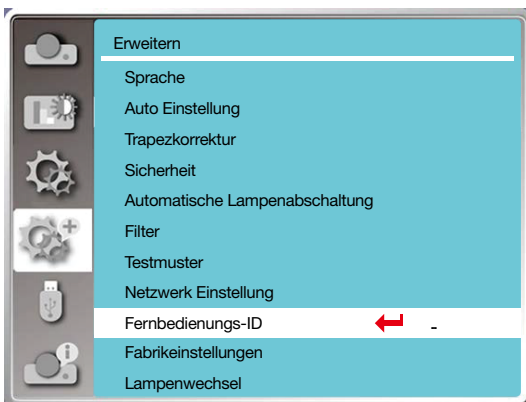 Erweitern
Sprache
Auto Einstellung
Trapezkorrektur
Sicherheit
Automatische Lampenabschaltung
Filter
Testmuster
Netzwerk Einstellung
Fernbedienungs-ID -
Fabrikeinstellungen
Lampenwechsel